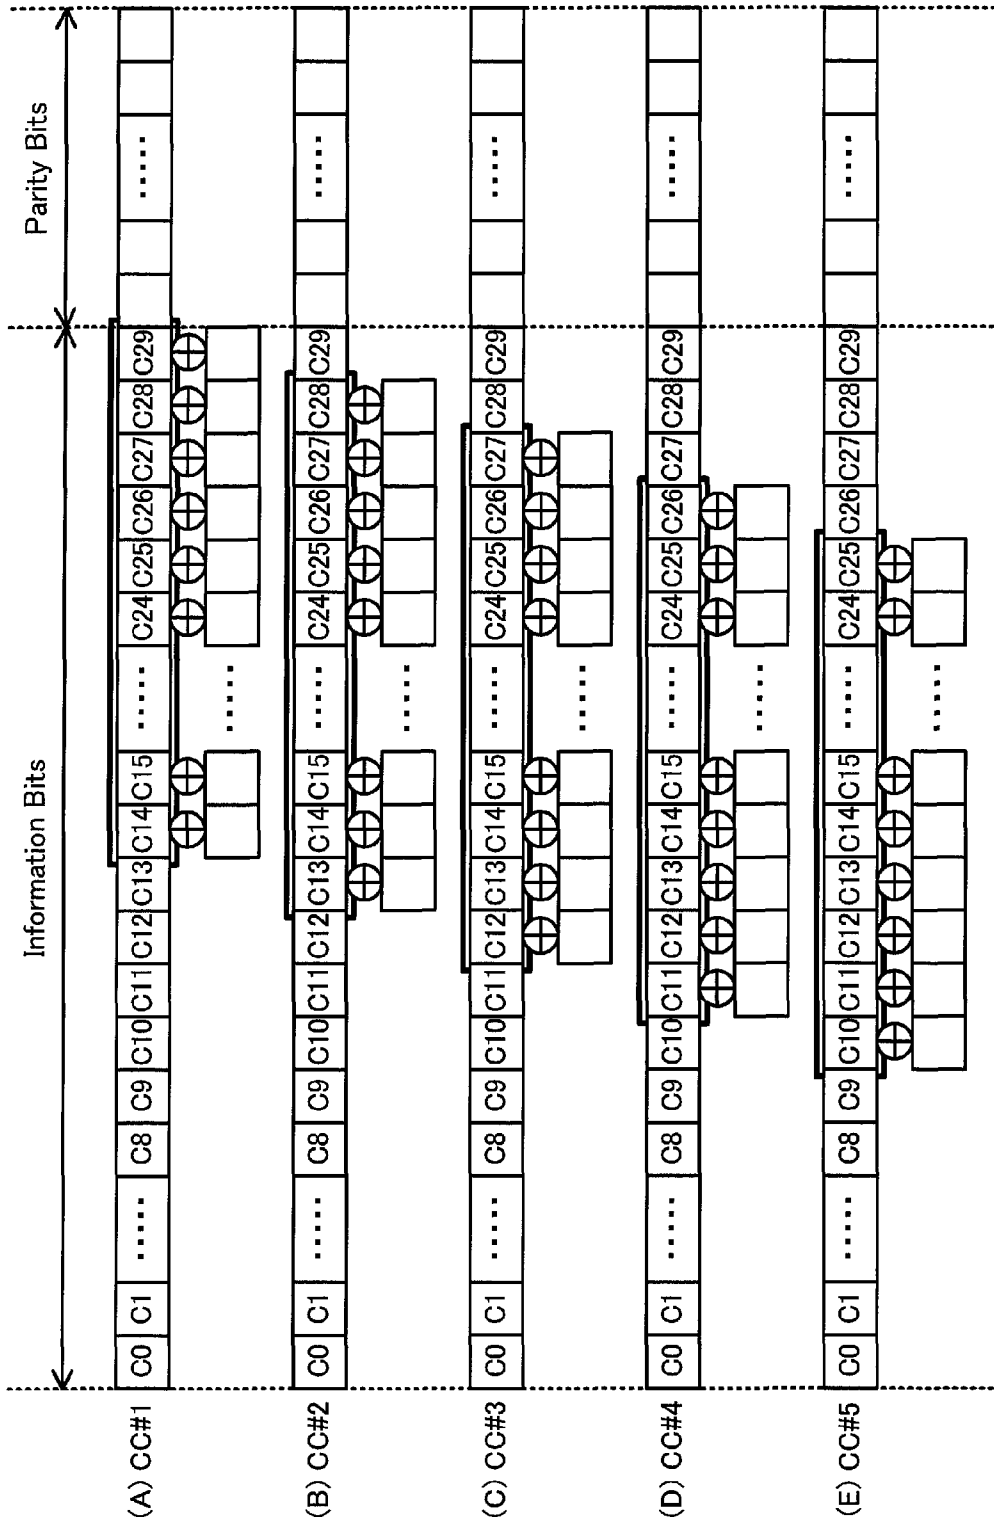 Information Bits Parity Bits
(A) CC#1 C0 C1 ..... C8 C9 C10 C11 C12 C13 C14 C15 ..... C24 C25 C26 C27 C28 C29 .....
.....
(B) CC#2 C0 C1 ..... C8 C9 C10 C11 C12 C13 C14 C15 ..... C24 C25 C26 C27 C28 C29 .....
.....
(C) CC#3 C0 C1 ..... C8 C9 C10 C11 C12 C13 C14 C15 ..... C24 C25 C26 C27 C28 C29 .....
.....
(D) CC#4 C0 C1 ..... C8 C9 C10 C11 C12 C13 C14 C15 ..... C24 C25 C26 C27 C28 C29 .....
.....
(E) CC#5 C0 C1 ..... C8 C9 C10 C11 C12 C13 C14 C15 ..... C24 C25 C26 C27 C28 C29 .....
.....